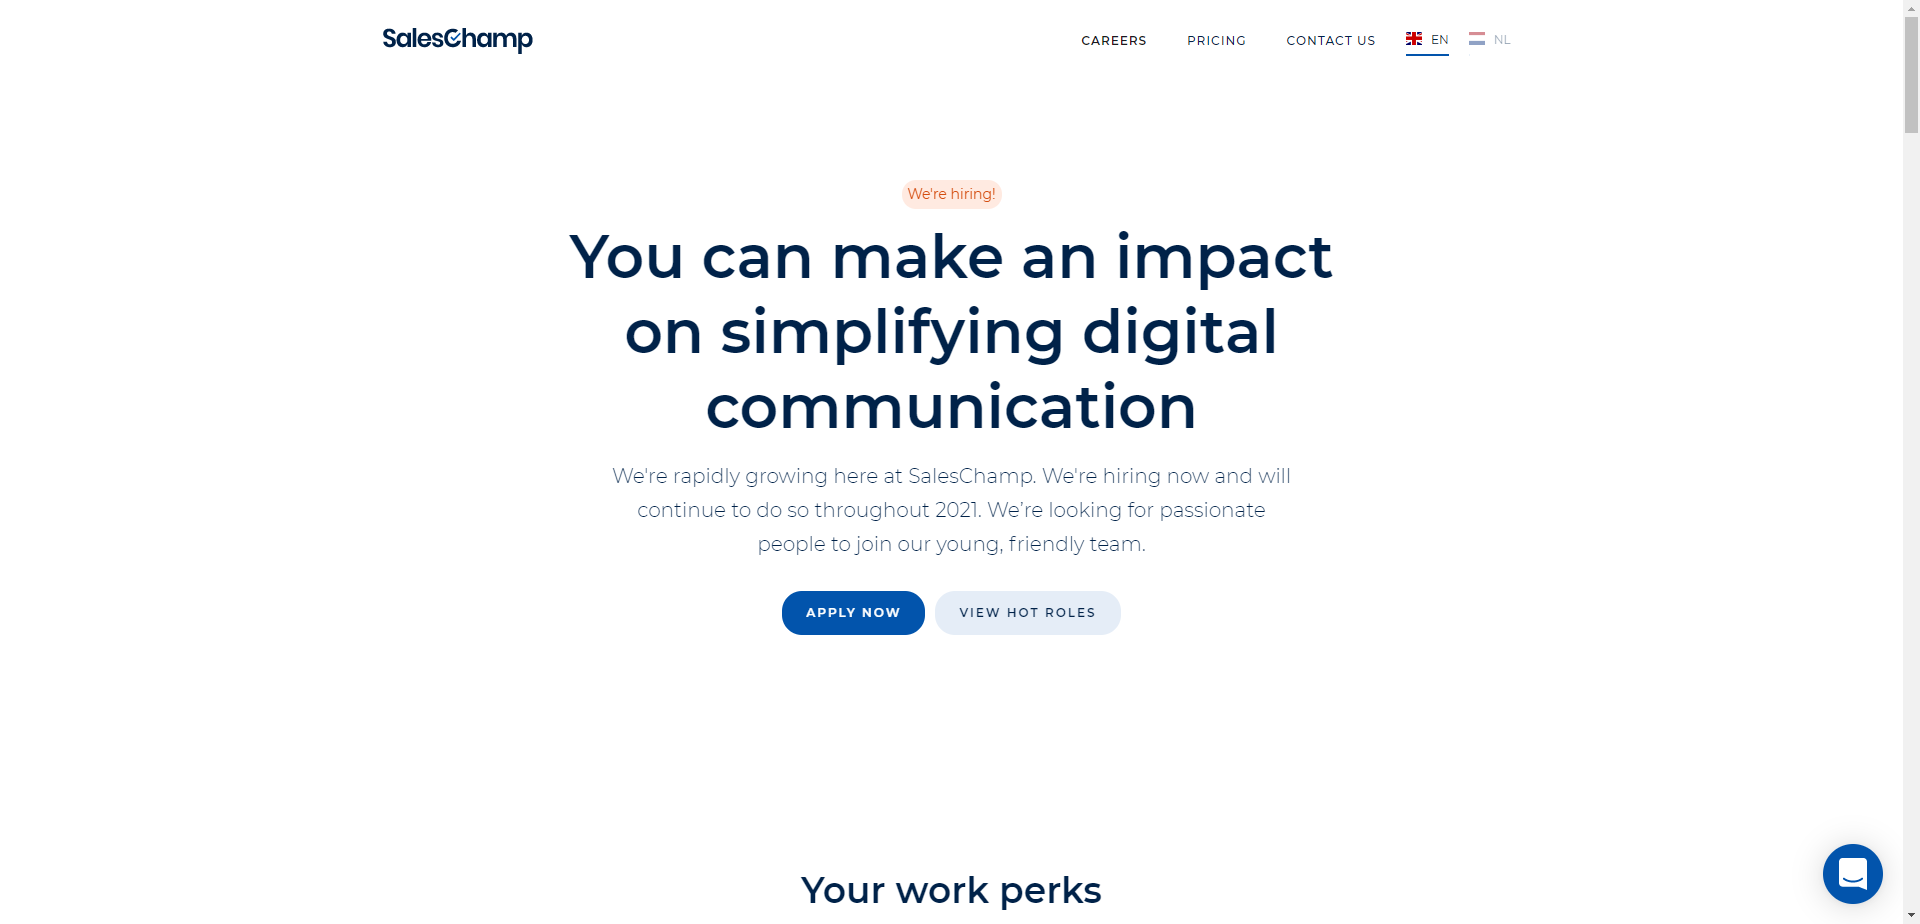 SalesChamp
CAREERS
PRICING
CONTACT US
EN
NL
We're hiring!
You can make an impact
on simplifying digital
communication
We're rapidly growing here at SalesChamp. We're hiring now and will
continue to do so throughout 2021. We’re looking for passionate
people to join our young, friendly team.
APPLY NOW
VIEW HOT ROLES
Your work perks